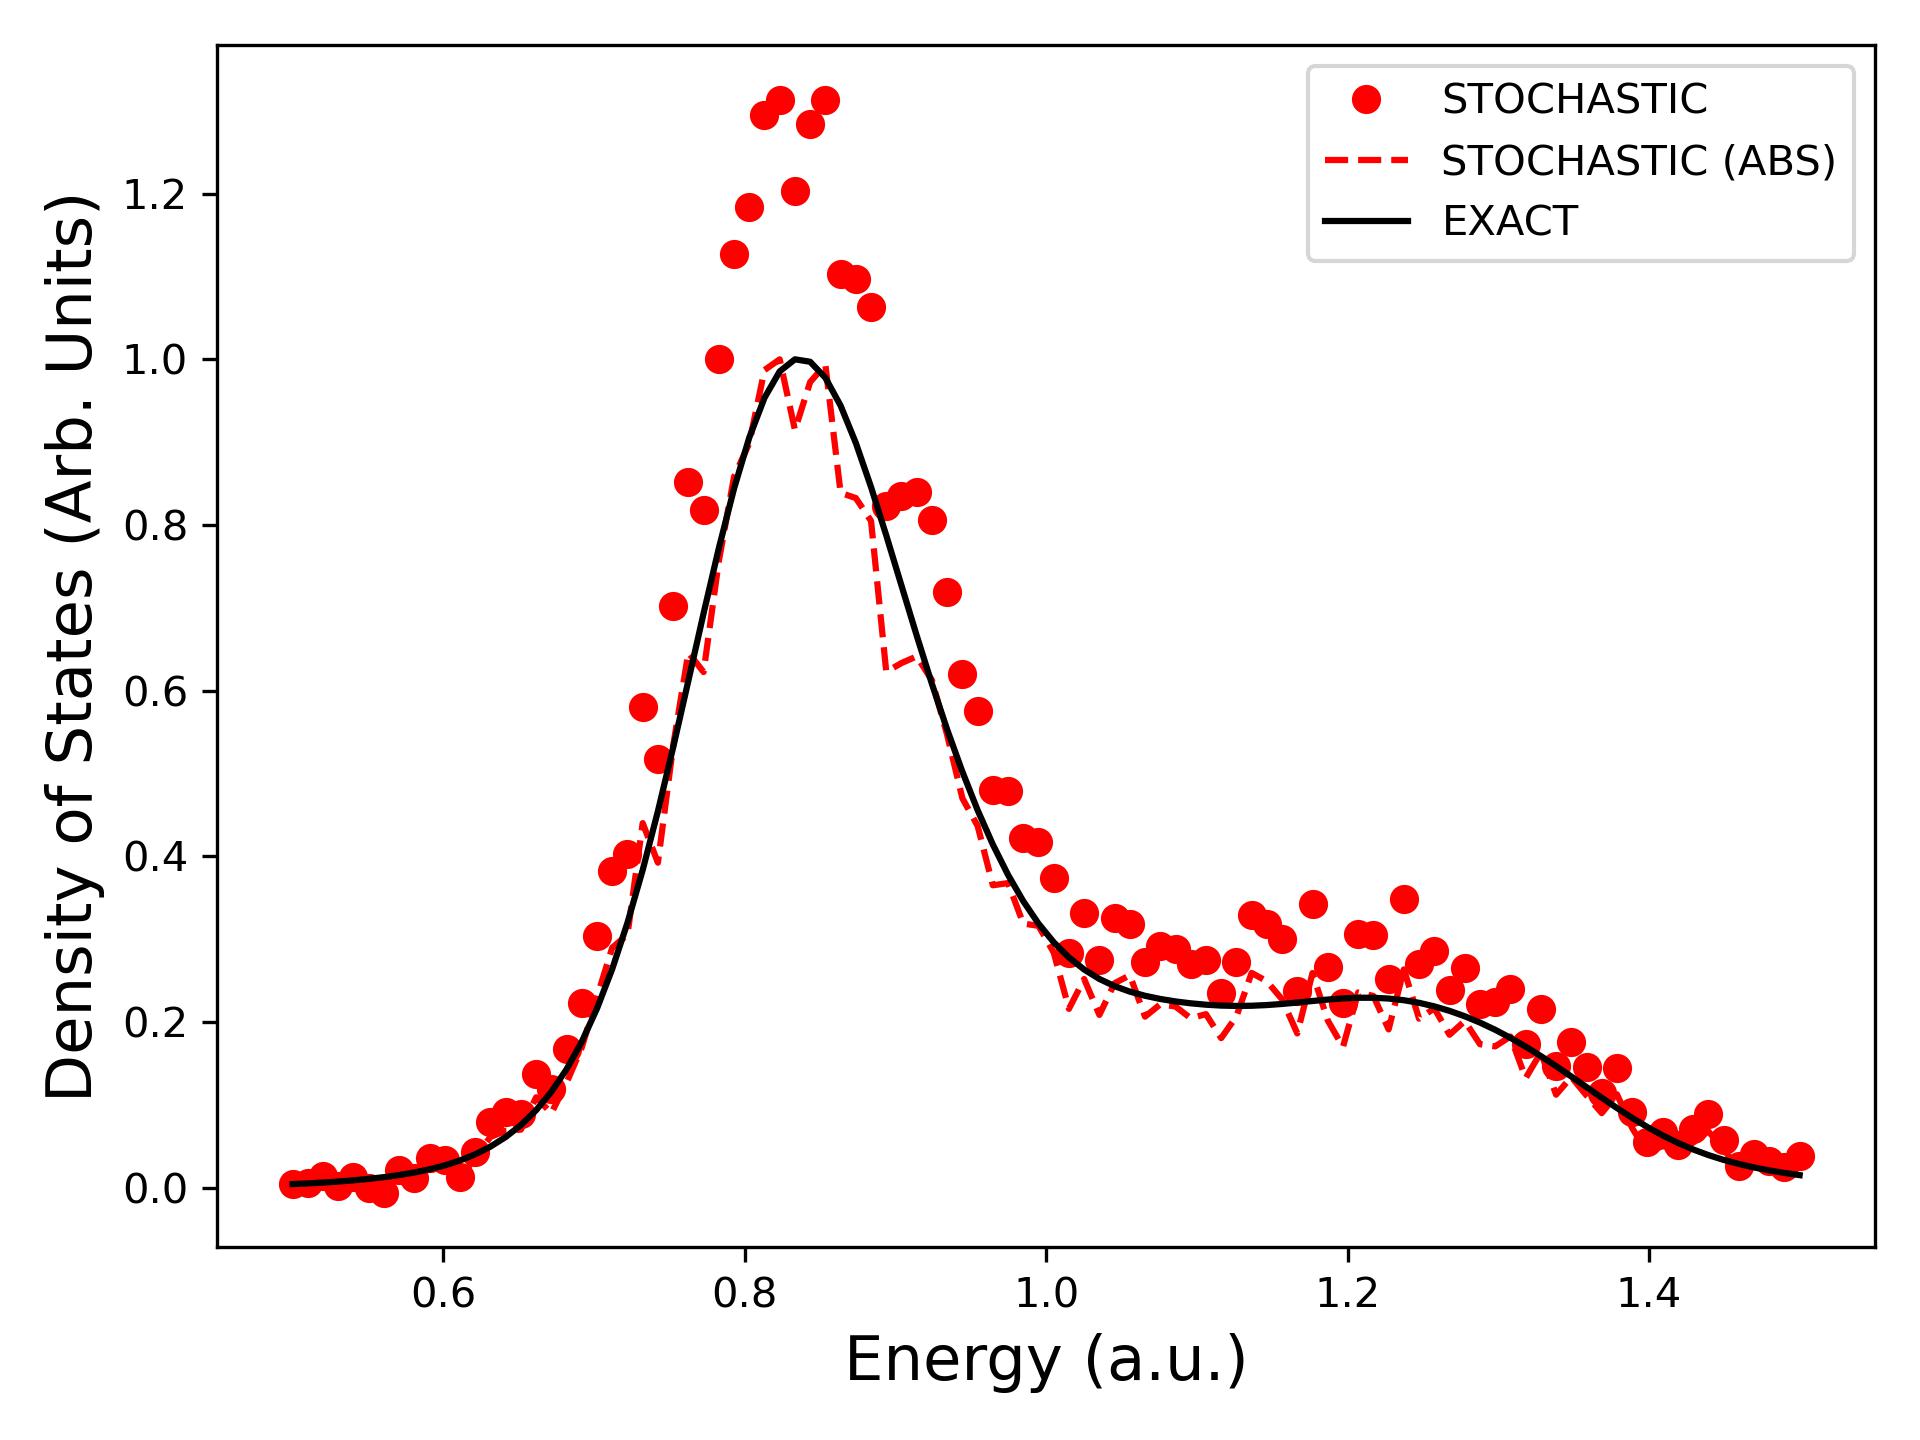 STOCHASTIC
STOCHASTIC (ABS)
EXACT
Density of States (Arb. Units)
1.2
1.0
0.8
0.6
0.4
0.2
0.0
0.6 0.8 1.0 1.2 1.4
Energy (a.u.)